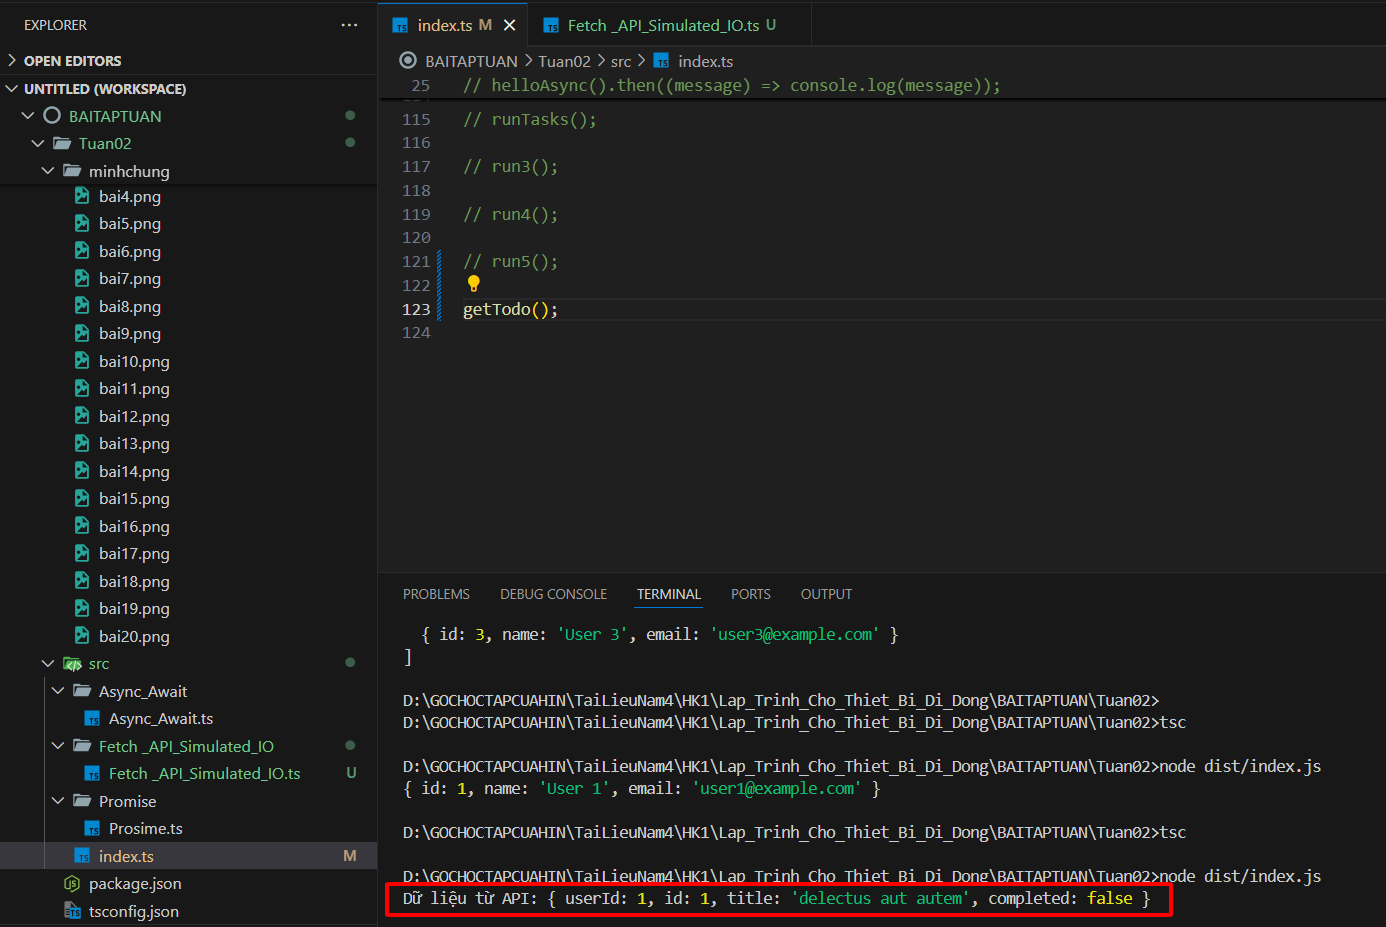 EXPLORER
OPEN EDITORS
UNTITLED (WORKSPACE)
BAITAPTUAN
Tuan02
minhchung
bai4.png
bai5.png
bai6.png
bai7.png
bai8.png
bai9.png
bai10.png
bai11.png
bai12.png
bai13.png
bai14.png
bai15.png
bai16.png
bai17.png
bai18.png
bai19.png
bai20.png
src
Async_Await
Async_Await.ts
Fetch _API_Simulated_IO
Fetch _API_Simulated_IO.ts U
Promise
Prosime.ts
index.ts M
package.json
tsconfig.json
index.ts M
Fetch _API_Simulated_IO.ts U
BAITAPTUAN > Tuan02 > src > index.ts
25 // helloAsync().then((message) => console.log(message));
115 // runTasks();
116
117 // run3();
118
119 // run4();
120
121 // run5();
122
123 getTodo();
124
PROBLEMS DEBUG CONSOLE TERMINAL PORTS OUTPUT
{ id: 3, name: 'User 3', email: 'user3@example.com' }
]
D:\GOCHOCTAPCUAHIN\TaiLieuNam4\HK1\Lap_Trinh_Cho_Thiet_Bi_Di_Dong\BAITAPTUAN\Tuan02>
D:\GOCHOCTAPCUAHIN\TaiLieuNam4\HK1\Lap_Trinh_Cho_Thiet_Bi_Di_Dong\BAITAPTUAN\Tuan02>tsc
D:\GOCHOCTAPCUAHIN\TaiLieuNam4\HK1\Lap_Trinh_Cho_Thiet_Bi_Di_Dong\BAITAPTUAN\Tuan02>node dist/index.js
{ id: 1, name: 'User 1', email: 'user1@example.com' }
D:\GOCHOCTAPCUAHIN\TaiLieuNam4\HK1\Lap_Trinh_Cho_Thiet_Bi_Di_Dong\BAITAPTUAN\Tuan02>tsc
D:\GOCHOCTAPCUAHIN\TaiLieuNam4\HK1\Lap_Trinh_Cho_Thiet_Bi_Di_Dong\BAITAPTUAN\Tuan02>node dist/index.js
Dữ liệu từ API: { userId: 1, id: 1, title: 'delectus aut autem', completed: false }